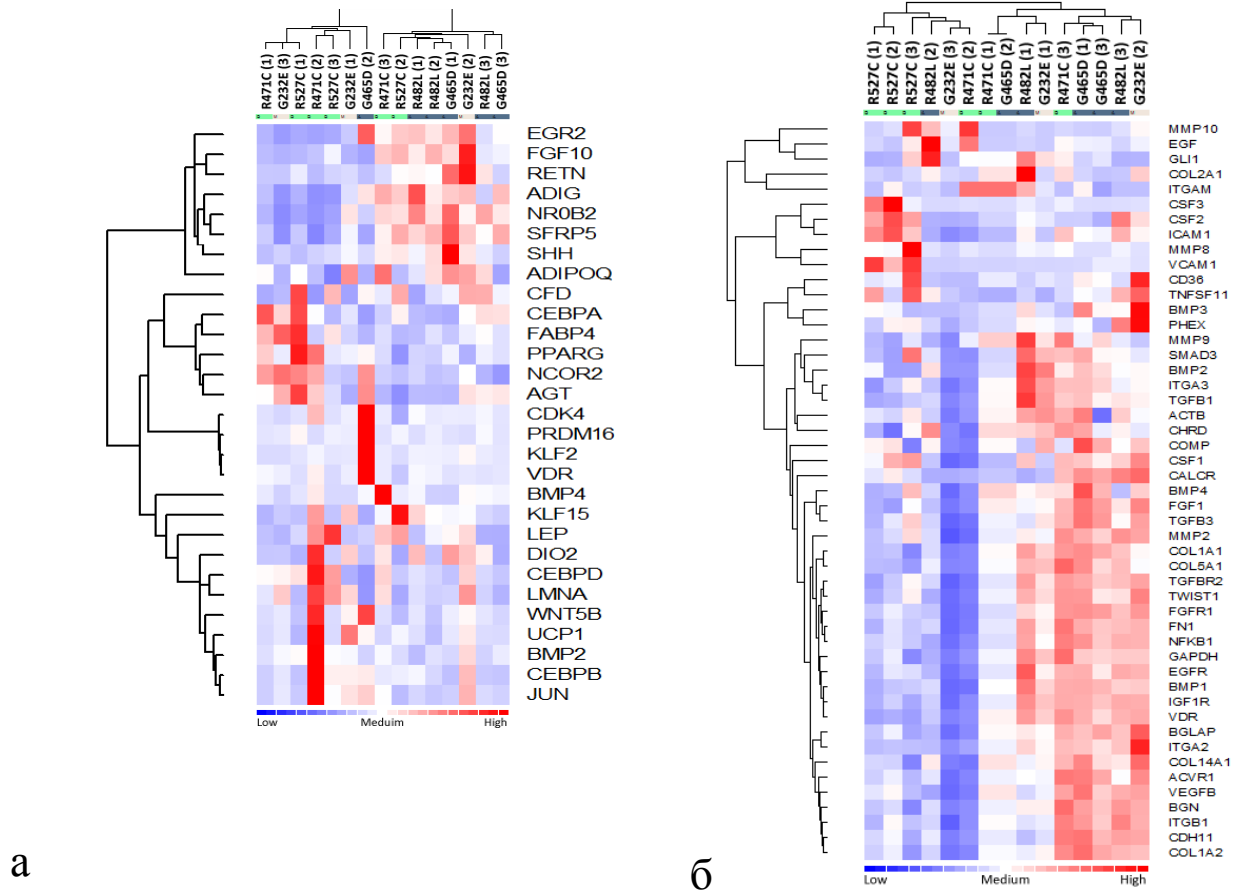 R471C (1)
G232E (3)
R527C (1)
R471C (2)
R527C (3)
G232E (1)
G465D (2)
R471C (3)
R527C (2)
R482L (1)
R482L (2)
G465D (1)
G232E (2)
R482L (3)
G465D (3)
EGR2
FGF10
RETN
ADIG
NR0B2
SFRP5
SHH
ADIPOQ
CFD
CEBPA
FABP4
PPARG
NCOR2
AGT
CDK4
PRDM16
KLF2
VDR
BMP4
KLF15
LEP
DIO2
CEBPD
LMNA
WNT5B
UCP1
BMP2
CEBPB
JUN
Low Meduim High
а
R527C (1)
R527C (2)
R527C (3)
R482L (2)
G232E (3)
R471C (2)
R471C (1)
G465D (2)
R482L (1)
G232E (1)
R471C (3)
G465D (1)
G465D (3)
R482L (3)
G232E (2)
MMP10
EGF
GLI1
COL2A1
ITGAM
CSF3
CSF2
ICAM1
MMP8
VCAM1
CD36
TNFSF11
BMP3
PHEX
MMP9
SMAD3
BMP2
ITGA3
TGFB1
ACTB
CHRD
COMP
CSF1
CALCR
BMP4
FGF1
TGFB3
MMP2
COL1A1
COL5A1
TGFBR2
TWIST1
FGFR1
FN1
NFKB1
GAPDH
EGFR
BMP1
IGF1R
VDR
BGLAP
ITGA2
COL14A1
ACVR1
VEGFB
BGN
ITGB1
CDH11
COL1A2
Low Medium High
б